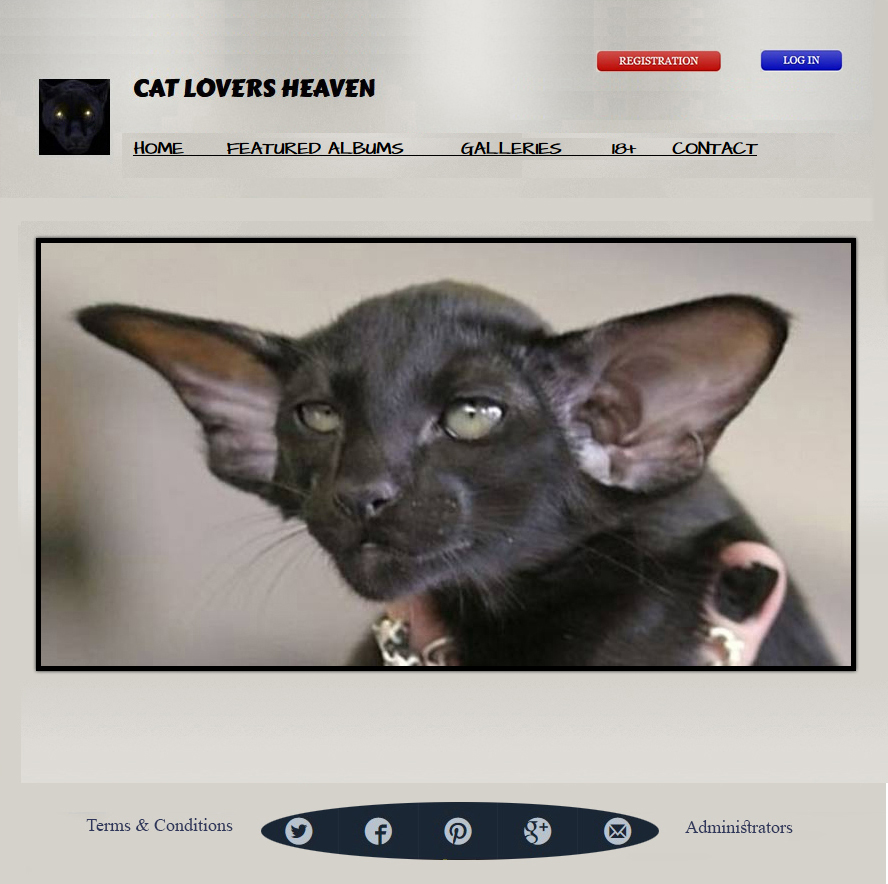 REGISTRATION
LOG IN
CAT LOVERS HEAVEN
HOME FEATURED ALBUMS GALLERIES 18+ CONTACT
Terms & Conditions
Administrators